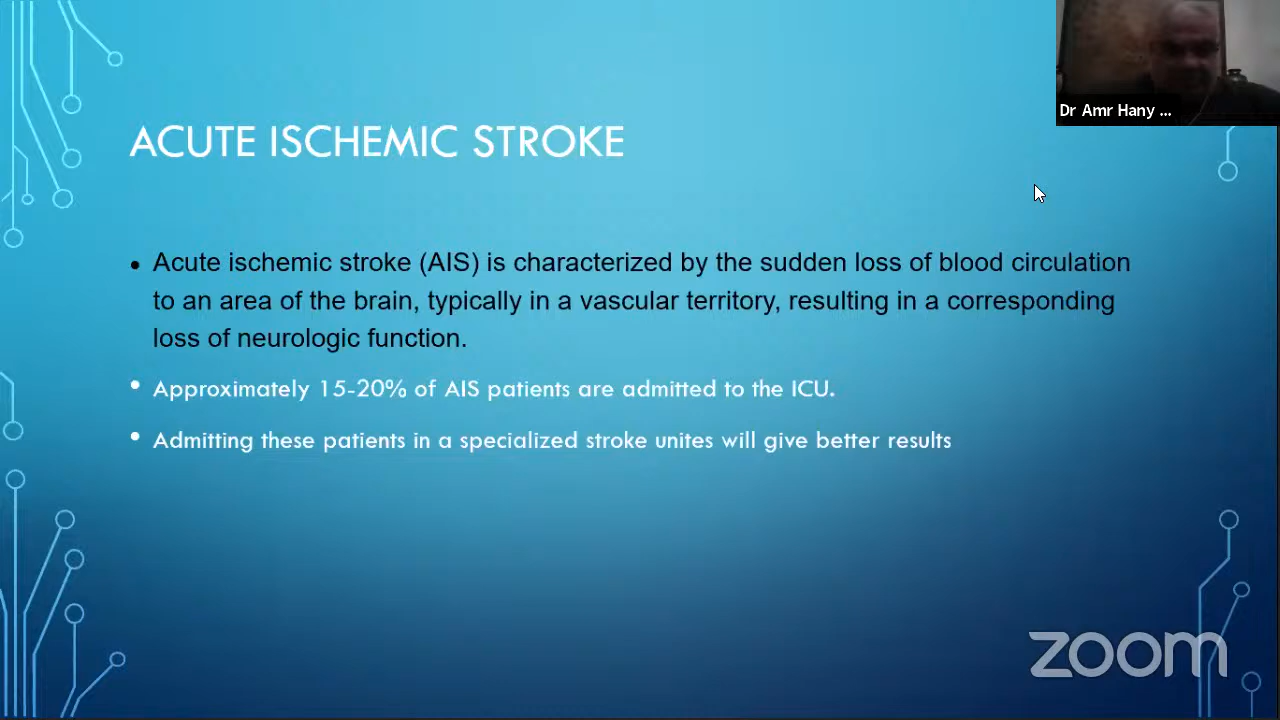 Dr Amr Hany ...
ACUTE ISCHEMIC STROKE
• Acute ischemic stroke (AIS) is characterized by the sudden loss of blood circulation
to an area of the brain, typically in a vascular territory, resulting in a corresponding
loss of neurologic function.
• Approximately 15-20% of AIS patients are admitted to the ICU.
• Admitting these patients in a specialized stroke unites will give better results
zoom